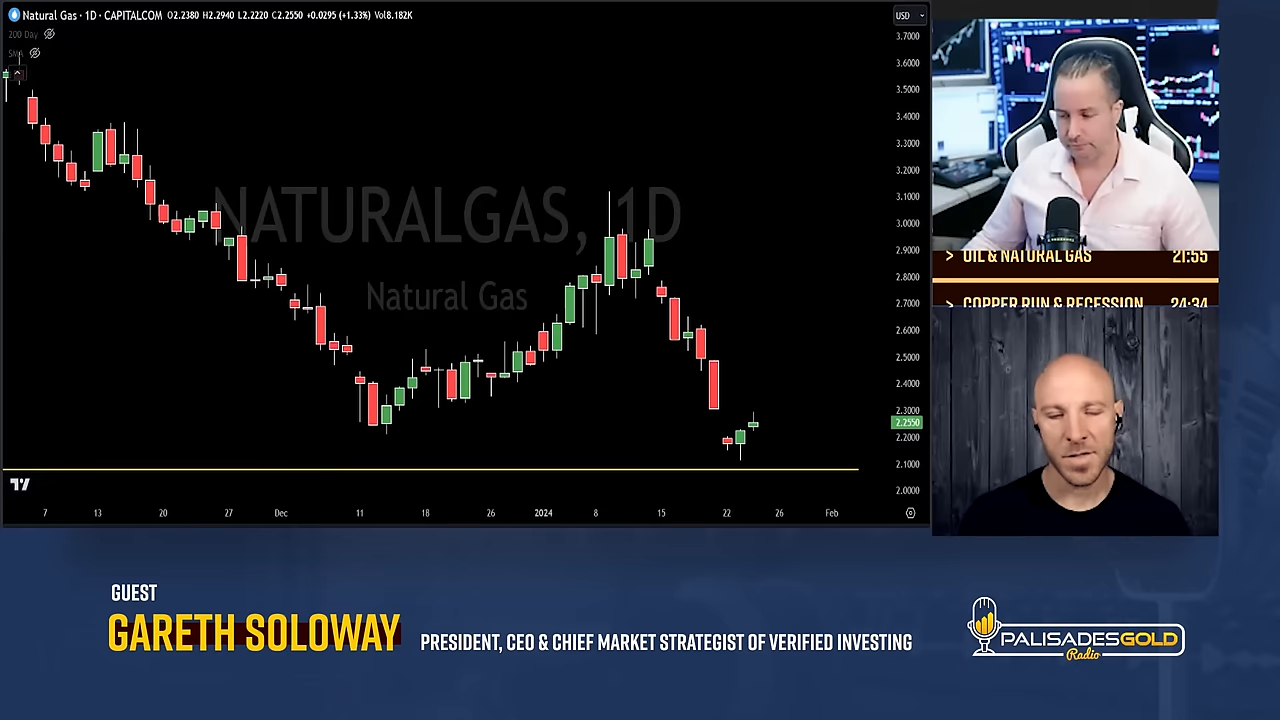 Natural Gas · 1D · CAPITALCOM O2.2380 H2.2940 L2.2220 C2.2550 +0.0295 (+1.33%) Vol8.182K
USD
200 Day
SMA
NATURALGAS, 1D
Natural Gas
3.7000
3.6000
3.5000
3.4000
3.3000
3.2000
3.1000
3.0000
2.9000
2.8000
2.7000
2.6000
2.5000
2.4000
2.3000
2.2550
2.2000
2.1000
2.0000
7 13 20 27 Dec 11 18 26 2024 8 15 22 26 Feb
> OIL & NATURAL GAS 21:55
> COPPER RUN & RECESSION 24:34
GUEST
GARETH SOLOWAY
PRESIDENT, CEO & CHIEF MARKET STRATEGIST OF VERIFIED INVESTING
PALISADESGOLD
Radio